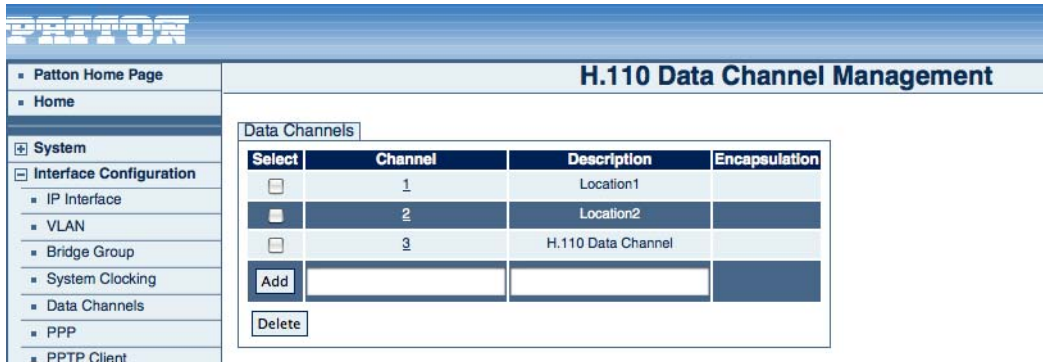 PATTON
Patton Home Page
Home
System
Interface Configuration
IP Interface
VLAN
Bridge Group
System Clocking
Data Channels
PPP
PPTP Client
H.110 Data Channel Management
Data Channels
Select Channel Description Encapsulation
1 Location1
2 Location2
3 H.110 Data Channel
Add
Delete